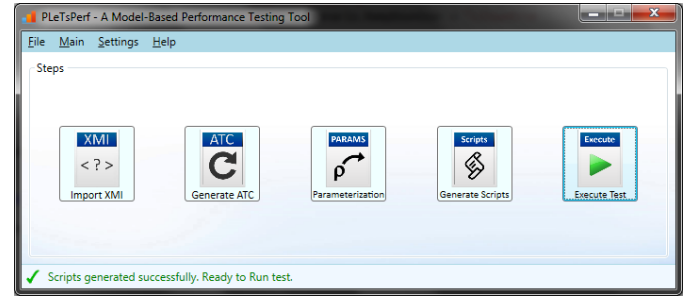 PLeTsPerf - A Model-Based Performance Testing Tool
File Main Settings Help
Steps
XMI ATC PARAMS Scripts Execute
< ? > C ρ
Import XMI Generate ATC Parameterization Generate Scripts Execute Test
Scripts generated successfully. Ready to Run test.